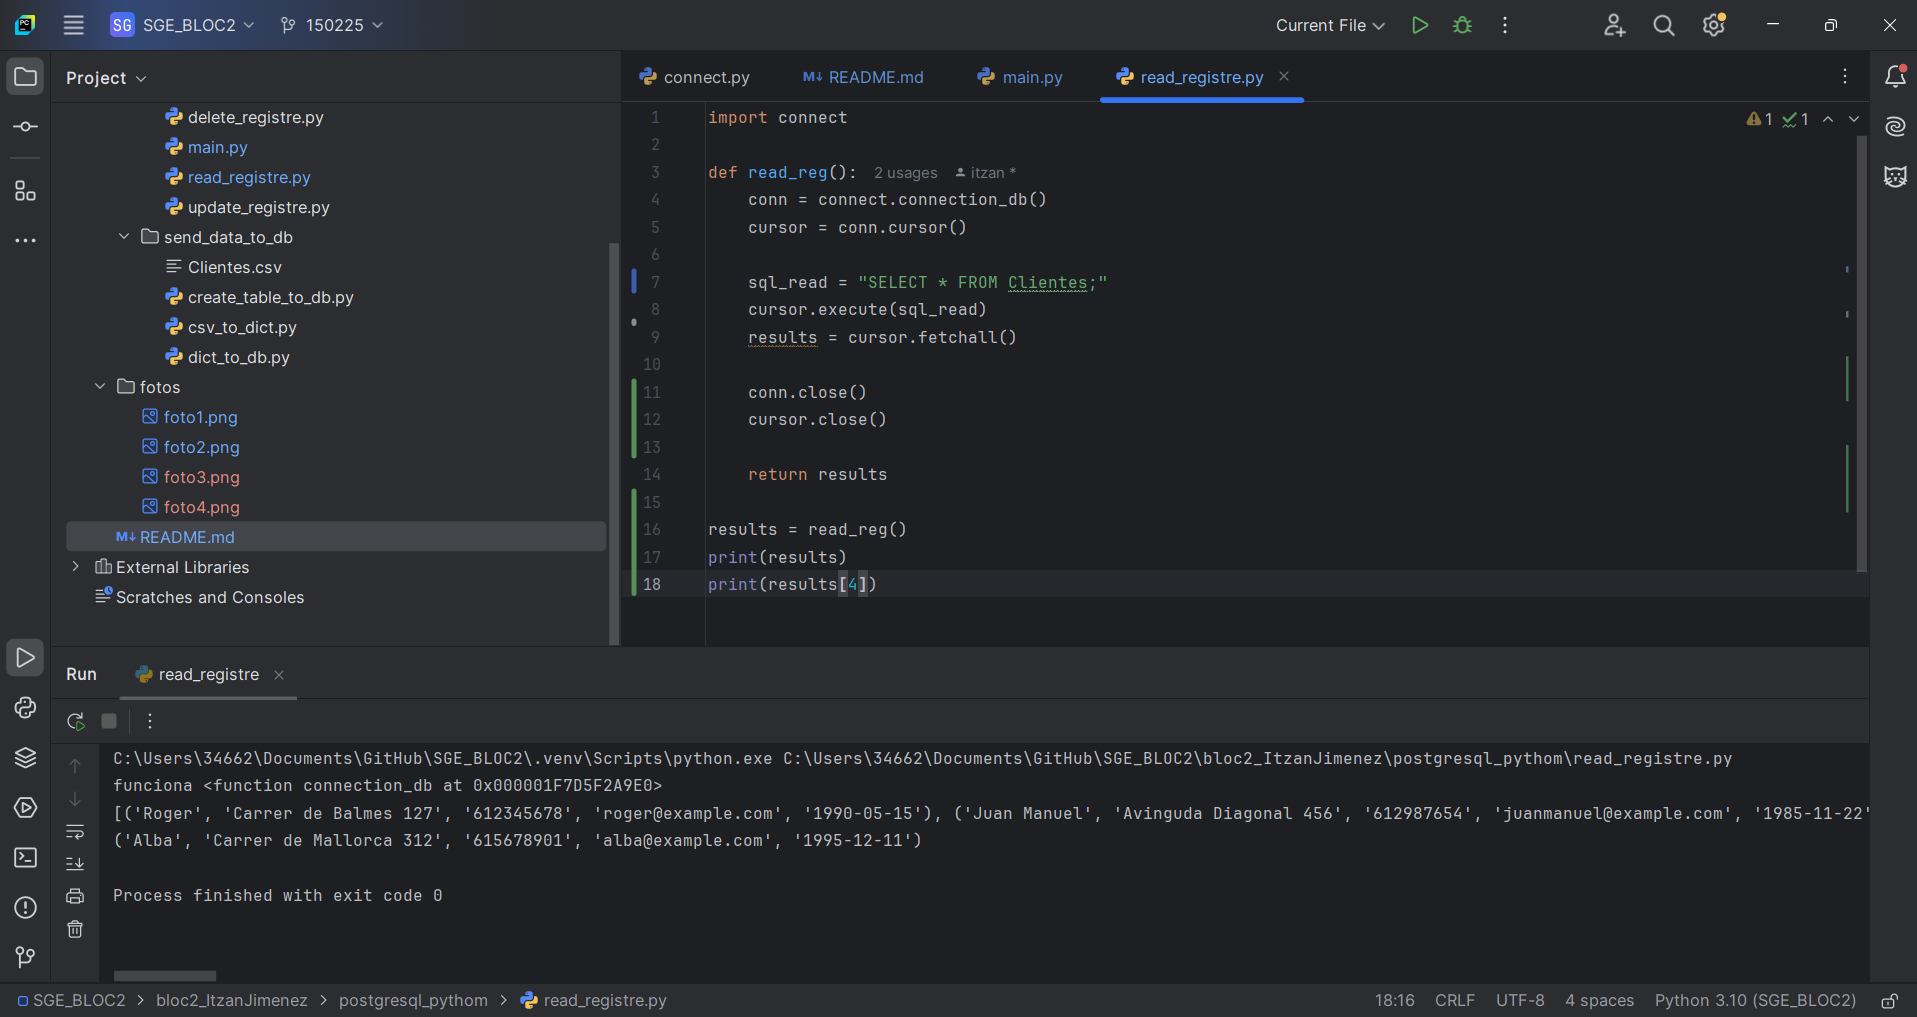 SG SGE_BLOC2 150225 Current File
Project
delete_registre.py
main.py
read_registre.py
update_registre.py
send_data_to_db
Clientes.csv
create_table_to_db.py
csv_to_dict.py
dict_to_db.py
fotos
foto1.png
foto2.png
foto3.png
foto4.png
M↓ README.md
External Libraries
Scratches and Consoles
connect.py M↓ README.md main.py read_registre.py
1 import connect
2
3 def read_reg(): 2 usages itzan *
4 conn = connect.connection_db()
5 cursor = conn.cursor()
6
7 sql_read = "SELECT * FROM Clientes;"
8 cursor.execute(sql_read)
9 results = cursor.fetchall()
10
11 conn.close()
12 cursor.close()
13
14 return results
15
16 results = read_reg()
17 print(results)
18 print(results[4])
1 1
Run read_registre
C:\Users\34662\Documents\GitHub\SGE_BLOC2\.venv\Scripts\python.exe C:\Users\34662\Documents\GitHub\SGE_BLOC2\bloc2_ItzanJimenez\postgresql_pythom\read_registre.py
funciona <function connection_db at 0x000001F7D5F2A9E0>
[('Roger', 'Carrer de Balmes 127', '612345678', 'roger@example.com', '1990-05-15'), ('Juan Manuel', 'Avinguda Diagonal 456', '612987654', 'juanmanuel@example.com', '1985-11-22'
('Alba', 'Carrer de Mallorca 312', '615678901', 'alba@example.com', '1995-12-11')
Process finished with exit code 0
SGE_BLOC2 > bloc2_ItzanJimenez > postgresql_pythom > read_registre.py 18:16 CRLF UTF-8 4 spaces Python 3.10 (SGE_BLOC2)